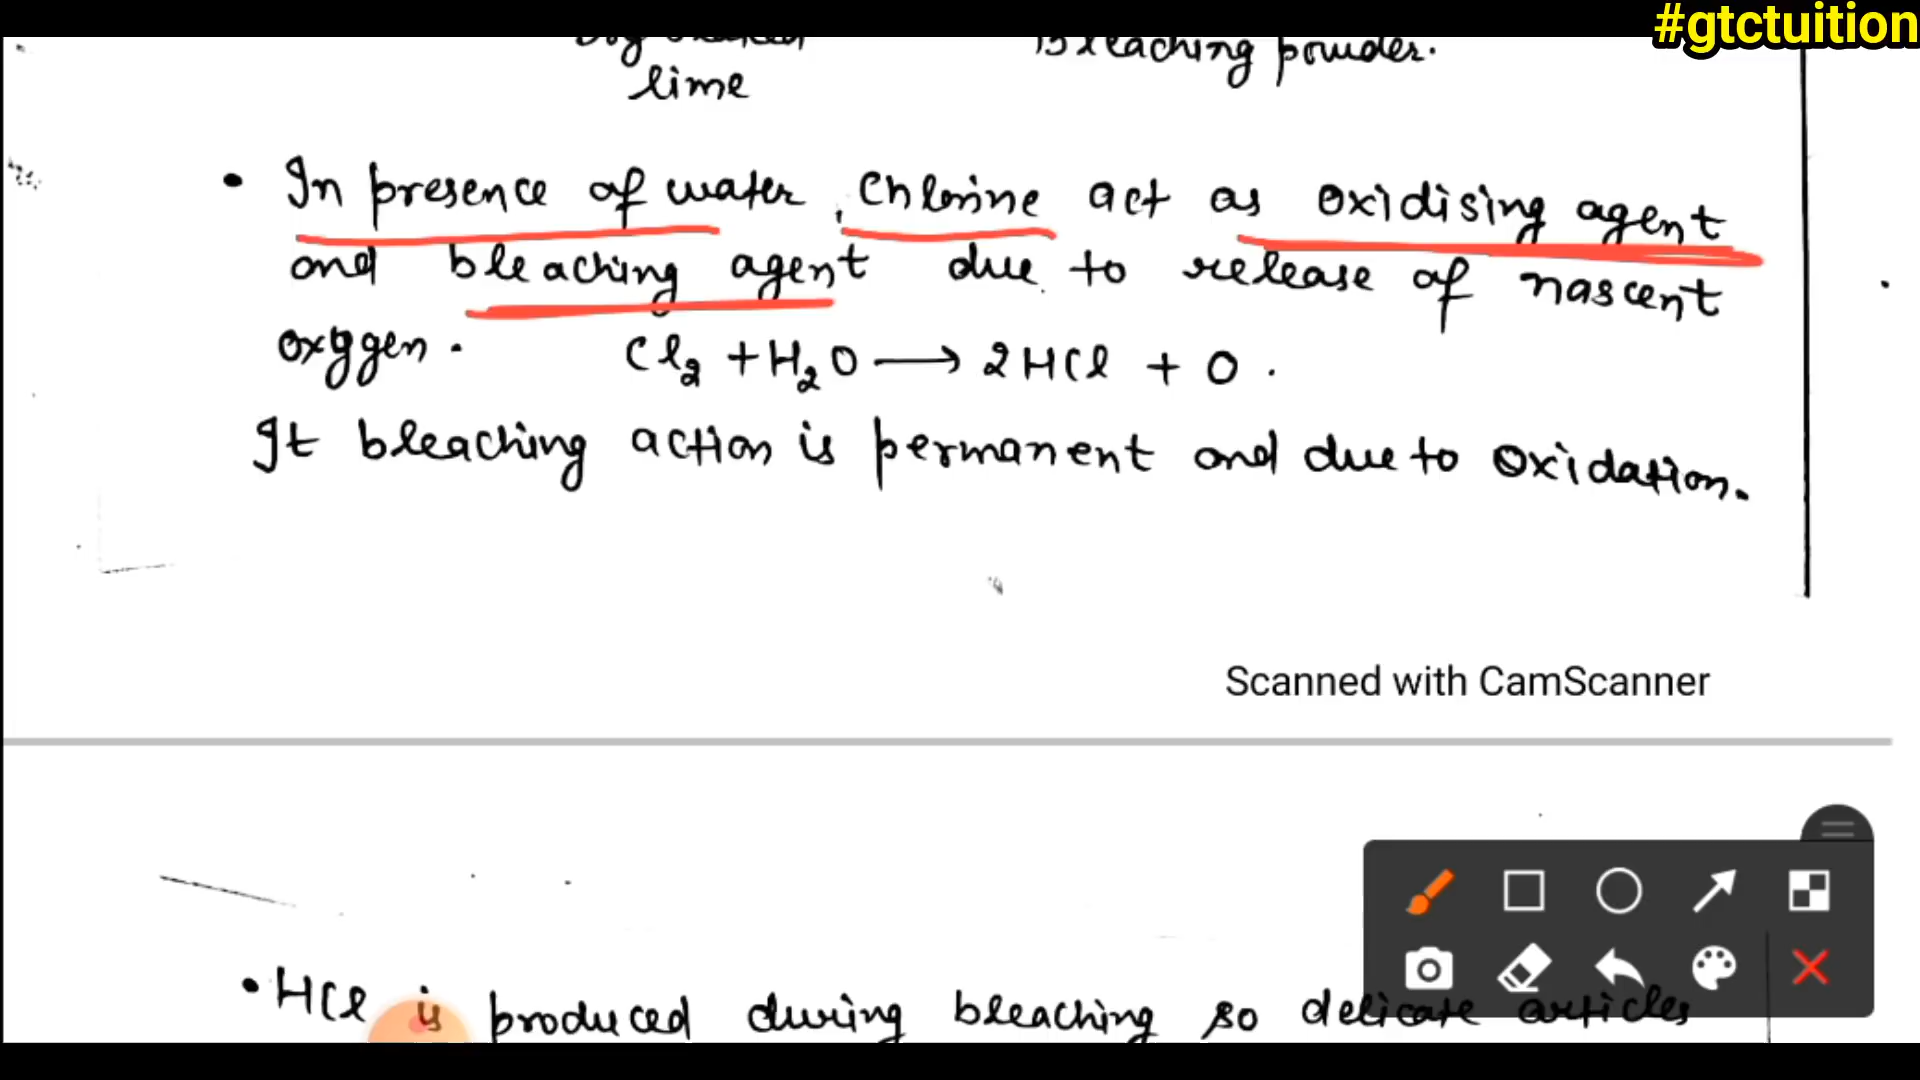 #gtctuition
lime
Bleaching powder.
• In presence of water, Chlorine act as oxidising agent
and bleaching agent due to release of nascent
oxygen. Cl2 + H2O ⟶ 2HCl + O.
It bleaching action is permanent and due to Oxidation.
Scanned with CamScanner
• HCl is produced during bleaching so delicate articles